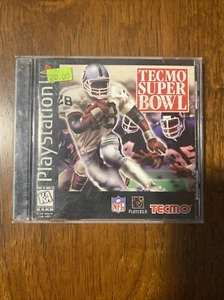 PlayStation
TECMO
SUPER
BOWL
28
K-A
NFL
PLAYERS
TECMO